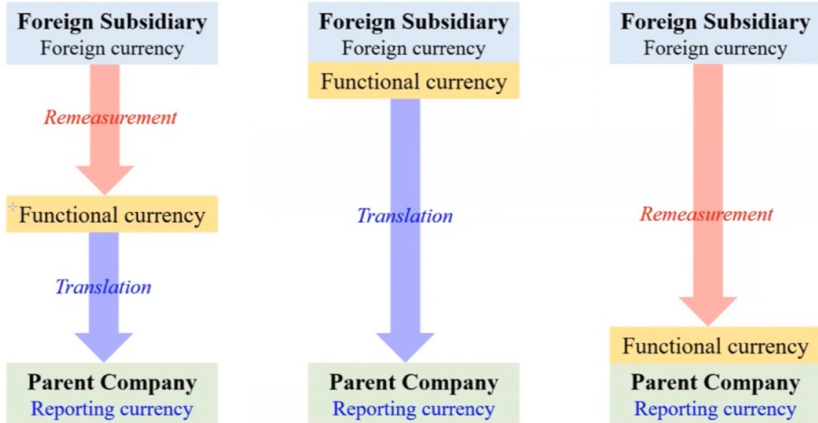 Foreign Subsidiary
Foreign currency
Remeasurement
Functional currency
Translation
Parent Company
Reporting currency
Foreign Subsidiary
Foreign currency
Functional currency
Translation
Parent Company
Reporting currency
Foreign Subsidiary
Foreign currency
Remeasurement
Functional currency
Parent Company
Reporting currency